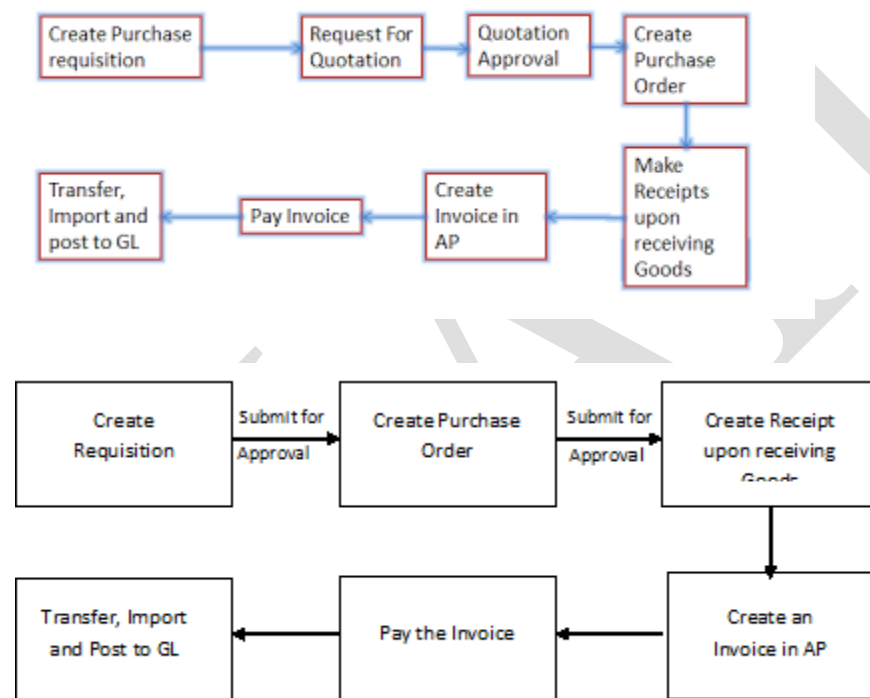 Create Purchase
requisition
Request For
Quotation
Quotation
Approval
Create
Purchase
Order
Transfer,
Import and
post to GL
Pay Invoice
Create
Invoice in
AP
Make
Receipts
upon
receiving
Goods
Create
Requisition
Submit for
Approval
Create Purchase
Order
Submit for
Approval
Create Receipt
upon receiving
Goods
Transfer, Import
and Post to GL
Pay the Invoice
Create an
Invoice in AP